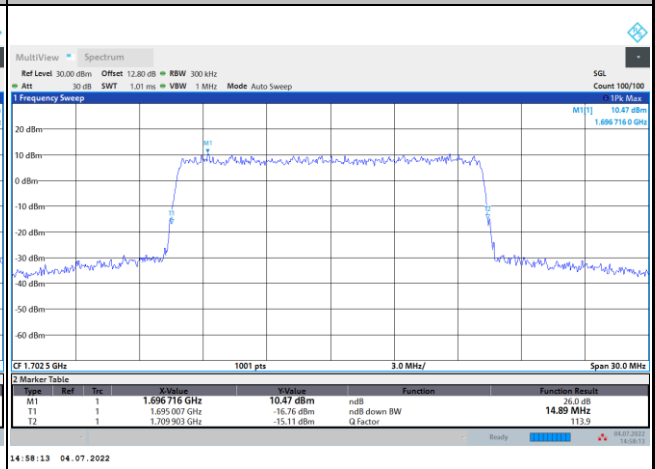 MultiView Spectrum
Ref Level 30.00 dBm Offset 12.80 dB RBW 300 kHz SGL
Att 30 dB SWT 1.01 ms VBW 1 MHz Mode Auto Sweep Count 100/100
1 Frequency Sweep 1Pk Max
M1[1] 10.47 dBm
1.696 716 0 GHz
20 dBm
M1
10 dBm
0 dBm
-10 dBm
T1 T2
-20 dBm
-30 dBm
-40 dBm
-50 dBm
-60 dBm
CF 1.702 5 GHz 1001 pts 3.0 MHz/ Span 30.0 MHz
2 Marker Table
Type Ref Trc X-Value Y-Value Function Function Result
M1 1 1.696 716 GHz 10.47 dBm ndB 26.0 dB
T1 1 1.695 007 GHz -16.76 dBm ndB down BW 14.89 MHz
T2 1 1.709 903 GHz -15.11 dBm Q Factor 113.9
Ready 04.07.2022
14:58:13
14:58:13 04.07.2022